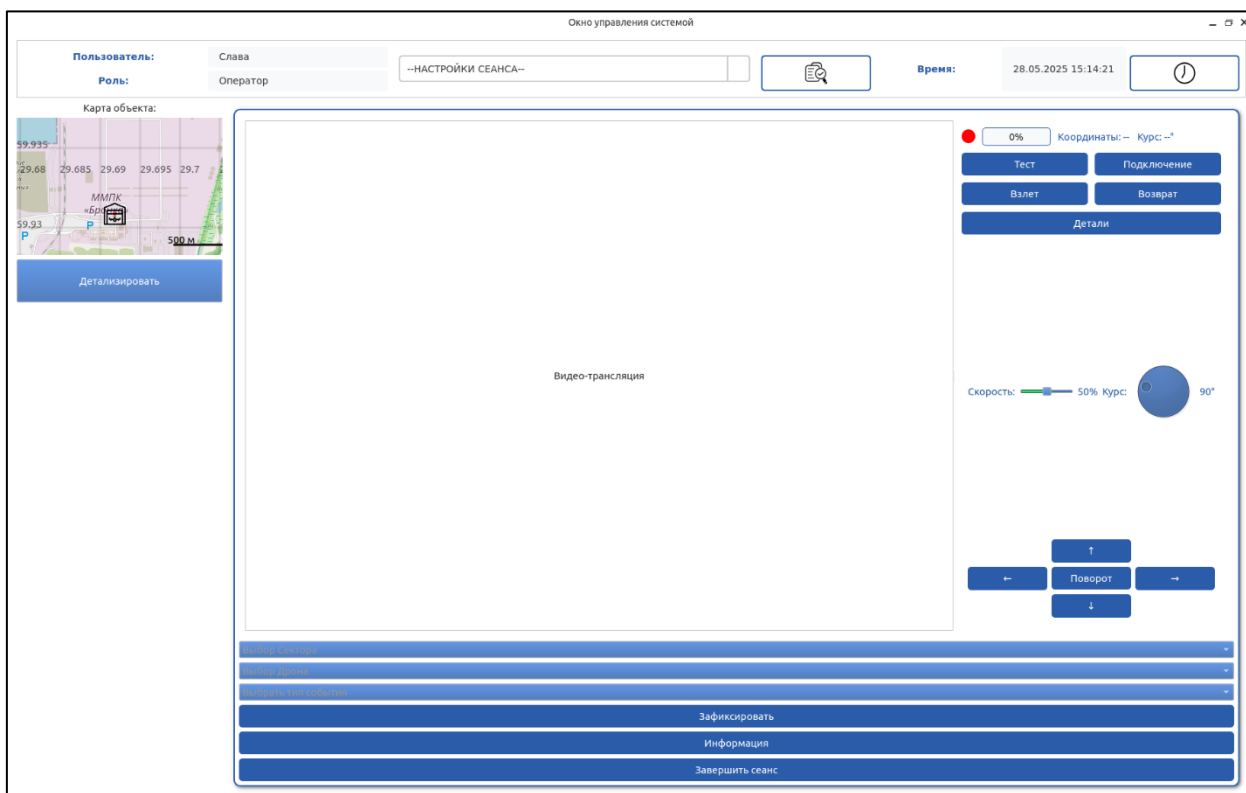 Окно управления системой
Пользователь: Слава
Роль: Оператор
--НАСТРОЙКИ СЕАНСА--
Время: 28.05.2025 15:14:21
Карта объекта:
59.935
29.68 29.685 29.69 29.695 29.7
ММПК
59.93
P
P
500 м
Детализировать
Видео-трансляция
0% Координаты: -- Курс: --°
Тест Подключение
Взлет Возврат
Детали
Скорость: 50% Курс: 90°
↑
← Поворот →
↓
Выбор Сектора
Выбор Дрона
Выбрать тип события
Зафиксировать
Информация
Завершить сеанс